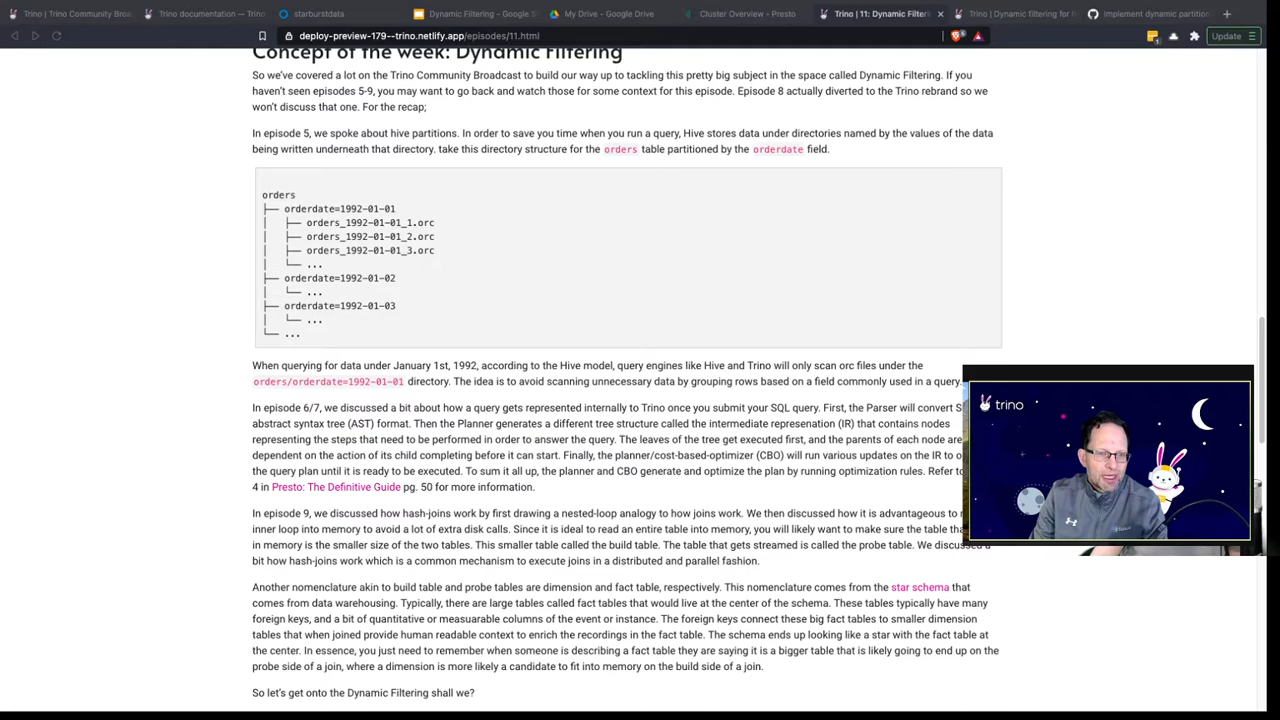 Trino | Trino Community Broad
Trino documentation — Trino
starburstdata
Dynamic Filtering - Google S
My Drive - Google Drive
Cluster Overview - Presto
Trino | 11: Dynamic Filter
Trino | Dynamic filtering for h
Implement dynamic partition
deploy-preview-179--trino.netlify.app/episodes/11.html
Update
Concept of the week: Dynamic Filtering
So we've covered a lot on the Trino Community Broadcast to build our way up to tackling this pretty big subject in the space called Dynamic Filtering. If you
haven't seen episodes 5-9, you may want to go back and watch those for some context for this episode. Episode 8 actually diverted to the Trino rebrand so we
won't discuss that one. For the recap;
In episode 5, we spoke about hive partitions. In order to save you time when you run a query, Hive stores data under directories named by the values of the data
being written underneath that directory. take this directory structure for the orders table partitioned by the orderdate field.
orders
├── orderdate=1992-01-01
│   ├── orders_1992-01-01_1.orc
│   ├── orders_1992-01-01_2.orc
│   ├── orders_1992-01-01_3.orc
│   └── ...
├── orderdate=1992-01-02
│   └── ...
├── orderdate=1992-01-03
│   └── ...
└── ...
When querying for data under January 1st, 1992, according to the Hive model, query engines like Hive and Trino will only scan orc files under the
orders/orderdate=1992-01-01 directory. The idea is to avoid scanning unnecessary data by grouping rows based on a field commonly used in a query.
In episode 6/7, we discussed a bit about how a query gets represented internally to Trino once you submit your SQL query. First, the Parser will convert S
abstract syntax tree (AST) format. Then the Planner generates a different tree structure called the intermediate represenation (IR) that contains nodes
representing the steps that need to be performed in order to answer the query. The leaves of the tree get executed first, and the parents of each node are
dependent on the action of its child completing before it can start. Finally, the planner/cost-based-optimizer (CBO) will run various updates on the IR to o
the query plan until it is ready to be executed. To sum it all up, the planner and CBO generate and optimize the plan by running optimization rules. Refer to
4 in Presto: The Definitive Guide pg. 50 for more information.
In episode 9, we discussed how hash-joins work by first drawing a nested-loop analogy to how joins work. We then discussed how it is advantageous to r
inner loop into memory to avoid a lot of extra disk calls. Since it is ideal to read an entire table into memory, you will likely want to make sure the table tha
in memory is the smaller size of the two tables. This smaller table called the build table. The table that gets streamed is called the probe table. We discussed a
bit how hash-joins work which is a common mechanism to execute joins in a distributed and parallel fashion.
Another nomenclature akin to build table and probe tables are dimension and fact table, respectively. This nomenclature comes from the star schema that
comes from data warehousing. Typically, there are large tables called fact tables that would live at the center of the schema. These tables typically have many
foreign keys, and a bit of quantitative or measuarable columns of the event or instance. The foreign keys connect these big fact tables to smaller dimension
tables that when joined provide human readable context to enrich the recordings in the fact table. The schema ends up looking like a star with the fact table at
the center. In essence, you just need to remember when someone is describing a fact table they are saying it is a bigger table that is likely going to end up on the
probe side of a join, where a dimension is more likely a candidate to fit into memory on the build side of a join.
So let's get onto the Dynamic Filtering shall we?
trino